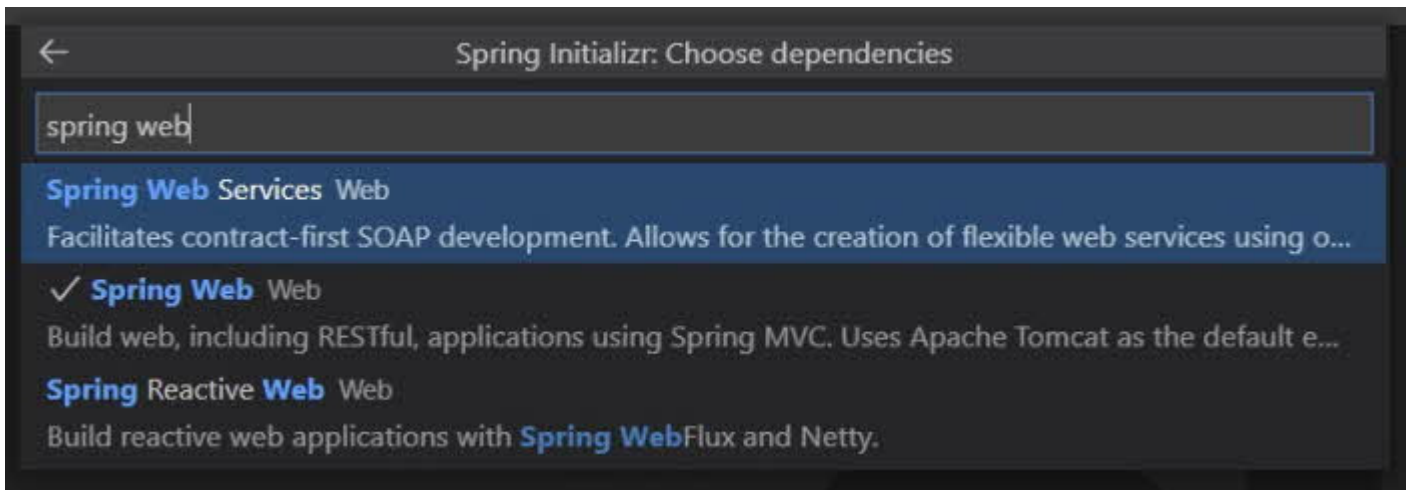 Spring Initializr: Choose dependencies
spring web
Spring Web Services Web
Facilitates contract-first SOAP development. Allows for the creation of flexible web services using o...
✓ Spring Web Web
Build web, including RESTful, applications using Spring MVC. Uses Apache Tomcat as the default e...
Spring Reactive Web Web
Build reactive web applications with Spring WebFlux and Netty.